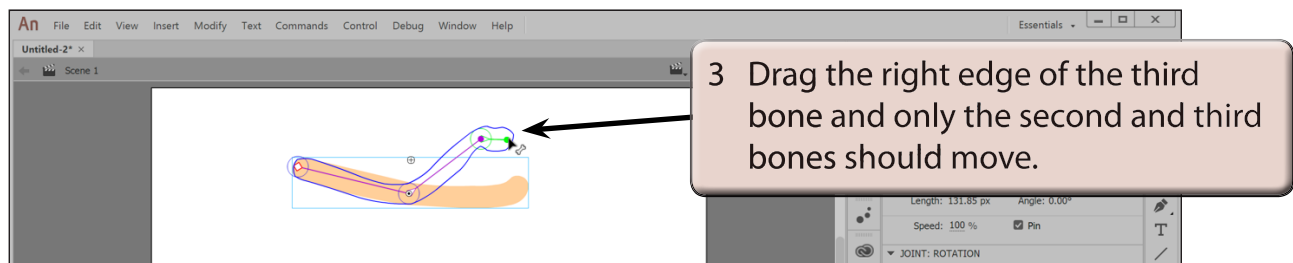 An File Edit View Insert Modify Text Commands Control Debug Window Help Essentials
Untitled-2* ×
Scene 1
3 Drag the right edge of the third
bone and only the second and third
bones should move.
Length: 131.85 px Angle: 0.00°
Speed: 100 % Pin
T
JOINT: ROTATION